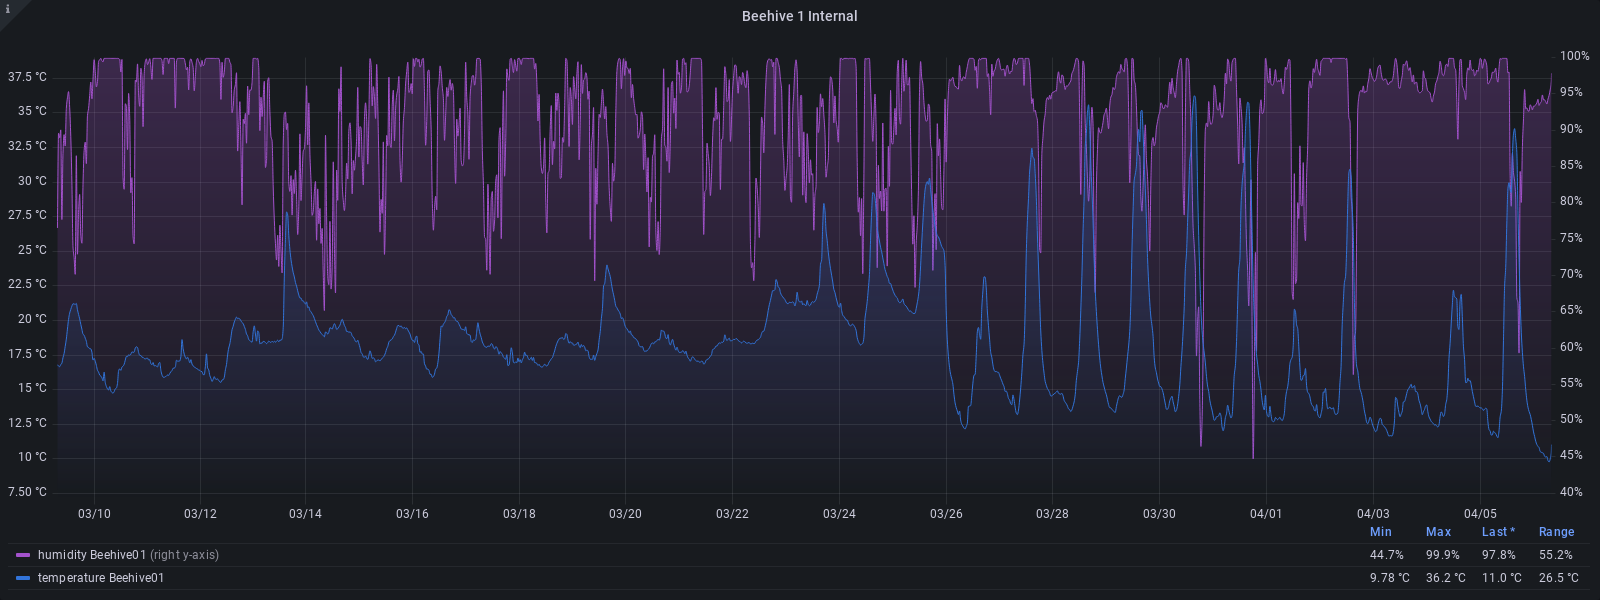 i
Beehive 1 Internal
37.5 °C
35 °C
32.5 °C
30 °C
27.5 °C
25 °C
22.5 °C
20 °C
17.5 °C
15 °C
12.5 °C
10 °C
7.50 °C
100%
95%
90%
85%
80%
75%
70%
65%
60%
55%
50%
45%
40%
03/10 03/12 03/14 03/16 03/18 03/20 03/22 03/24 03/26 03/28 03/30 04/01 04/03 04/05
Min Max Last * Range
humidity Beehive01 (right y-axis) 44.7% 99.9% 97.8% 55.2%
temperature Beehive01 9.78 °C 36.2 °C 11.0 °C 26.5 °C